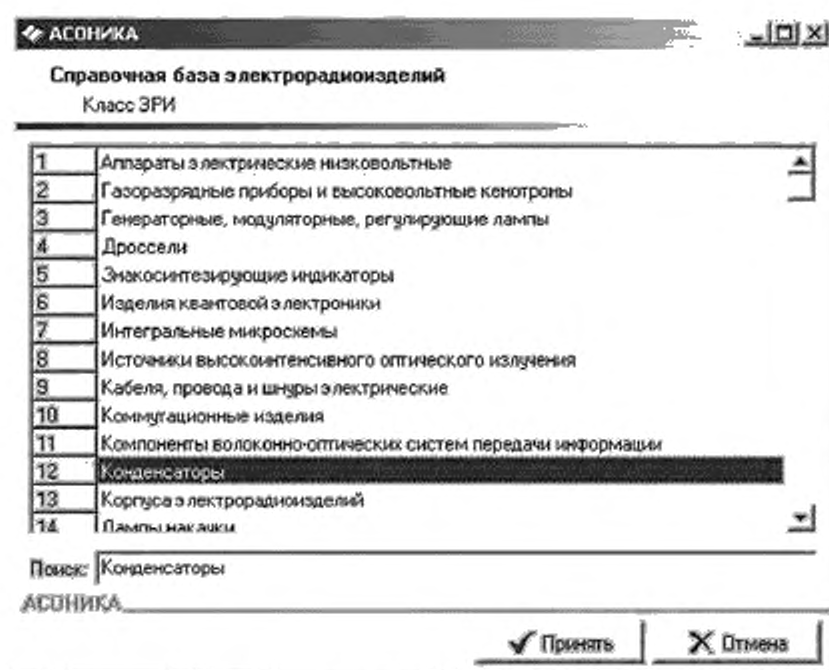 АСОНИКА
Справочная база электрорадиоизделий
Класс ЭРИ
1 Аппараты электрические низковольтные
2 Газоразрядные приборы и высоковольтные кенотроны
3 Генераторные, модуляторные, регулирующие лампы
4 Дроссели
5 Знакосинтезирующие индикаторы
6 Изделия квантовой электроники
7 Интегральные микросхемы
8 Источники высокоинтенсивного оптического излучения
9 Кабеля, провода и шнуры электрические
10 Коммутационные изделия
11 Компоненты волоконно-оптических систем передачи информации
12 Конденсаторы
13 Корпуса электрорадиоизделий
14 Лампы накачки
Поиск: Конденсаторы
АСОНИКА
Принять Отмена